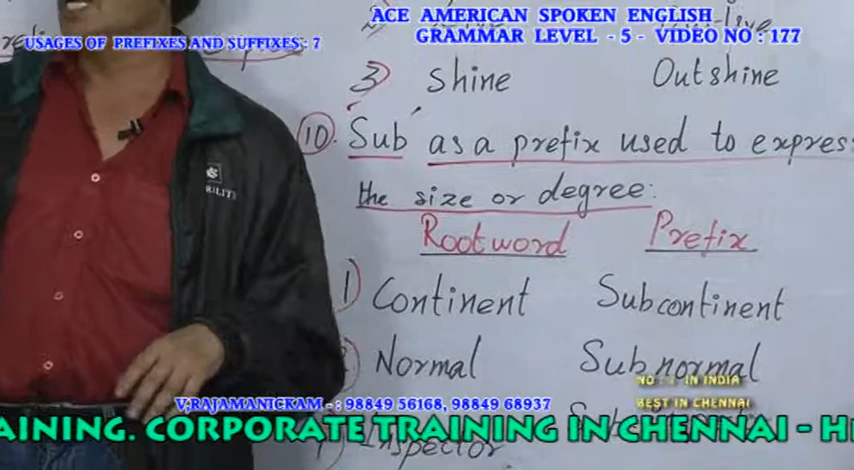 ACE AMERICAN SPOKEN ENGLISH
GRAMMAR LEVEL - 5 - VIDEO NO : 177
USAGES OF PREFIXES AND SUFFIXES : 7
3) Shine Outshine
10. Sub as a prefix used to expres
the size or degree:
Rootword Prefix
1) Continent Subcontinent
Normal Subnormal
NO : 1 IN INDIA
BEST IN CHENNAI
V.RAJAMANICKAM : 98849 56168, 98849 68937
AINING. CORPORATE TRAINING IN CHENNAI - H
Inspector